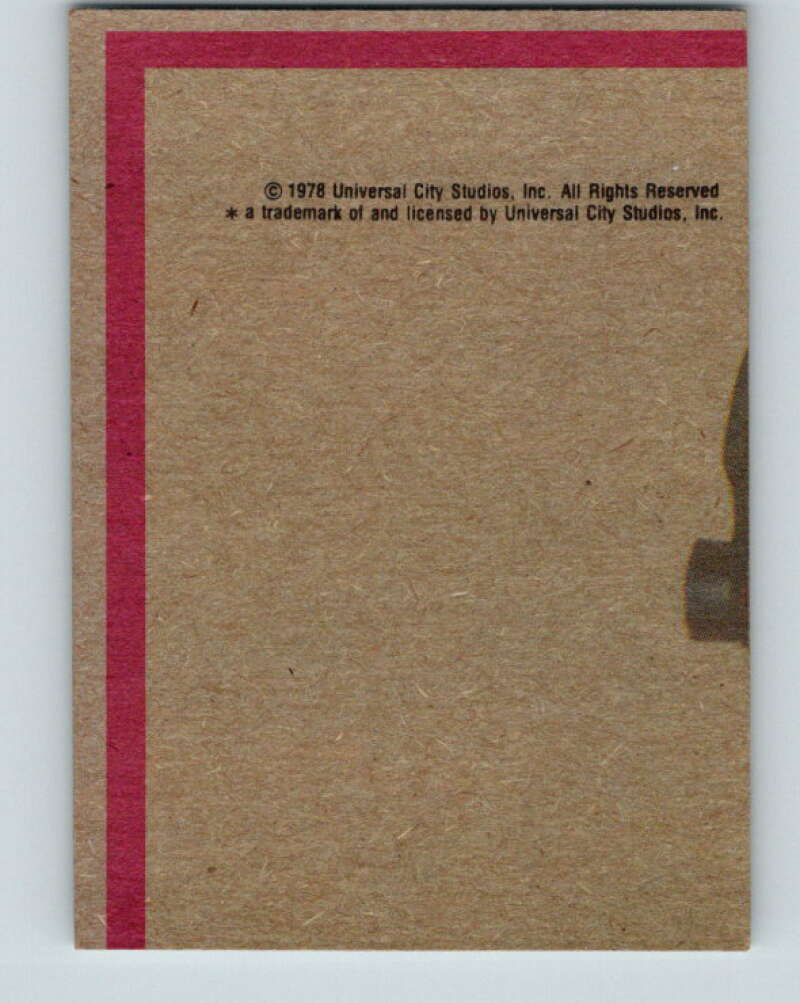 © 1978 Universal City Studios, Inc. All Rights Reserved
* a trademark of and licensed by Universal City Studios, Inc.